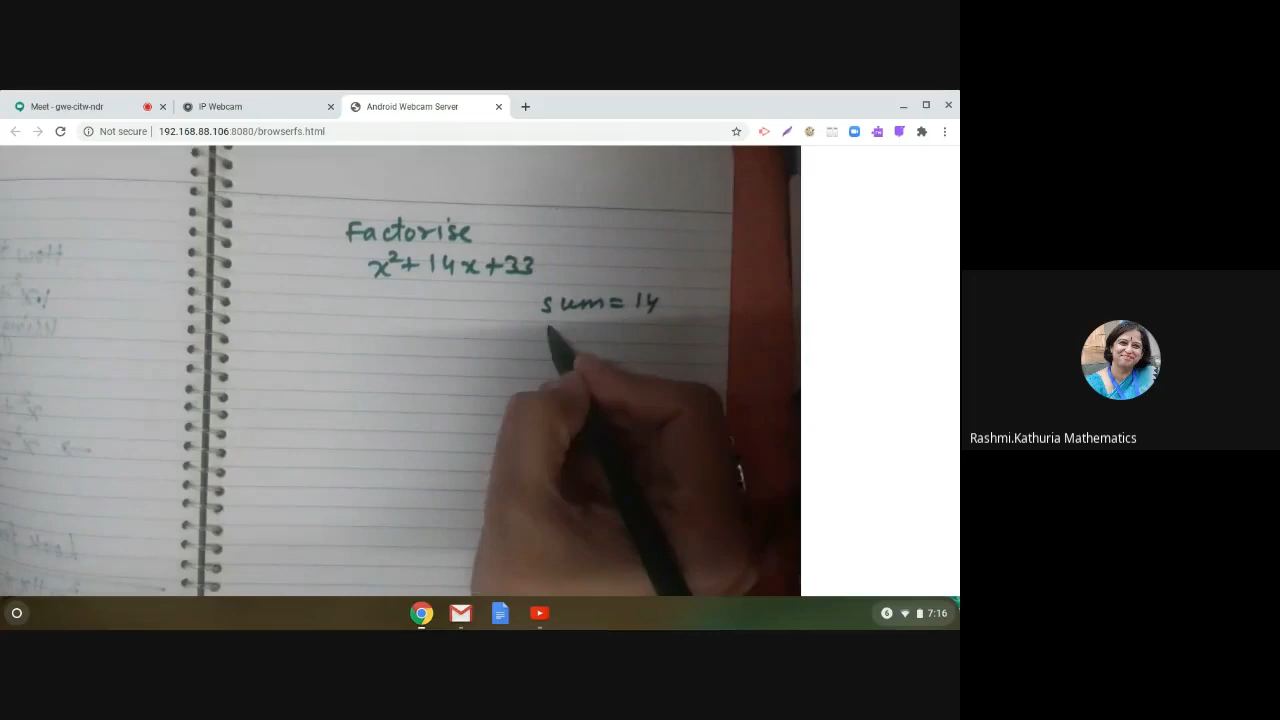 Meet - gwe-citw-ndr
IP Webcam
Android Webcam Server
Not secure
192.168.88.106:8080/browserfs.html
Factorise
x²+14x+33
sum = 14
Rashmi.Kathuria Mathematics
6
7:16